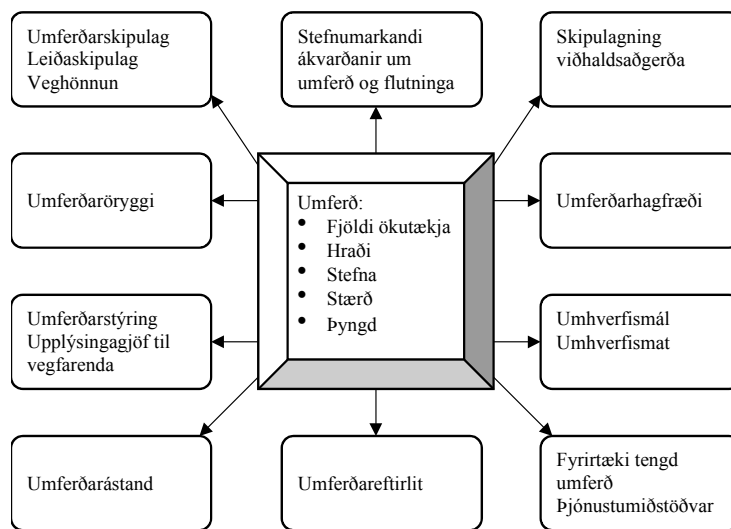 Umferðarskipulag
Leiðaskipulag
Veghönnun
Stefnumarkandi
ákvarðanir um
umferð og flutninga
Skipulagning
viðhaldsaðgerða
Umferðaröryggi
Umferð:
• Fjöldi ökutækja
• Hraði
• Stefna
• Stærð
• Þyngd
Umferðarhagfræði
Umferðarstýring
Upplýsingagjöf til
vegfarenda
Umhverfismál
Umhverfismat
Umferðarástand
Umferðareftirlit
Fyrirtæki tengd
umferð
Þjónustumiðstöðvar